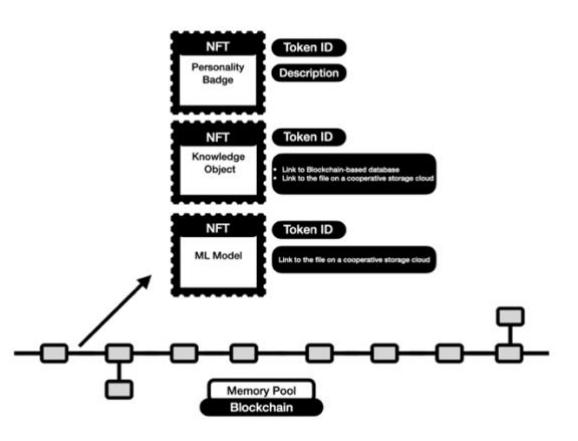 NFT
Token ID
Personality
Badge
Description
NFT
Token ID
Knowledge
Object
• Link to Blockchain-based database
• Link to the file on a cooperative storage cloud
NFT
Token ID
ML Model
Link to the file on a cooperative storage cloud
Memory Pool
Blockchain